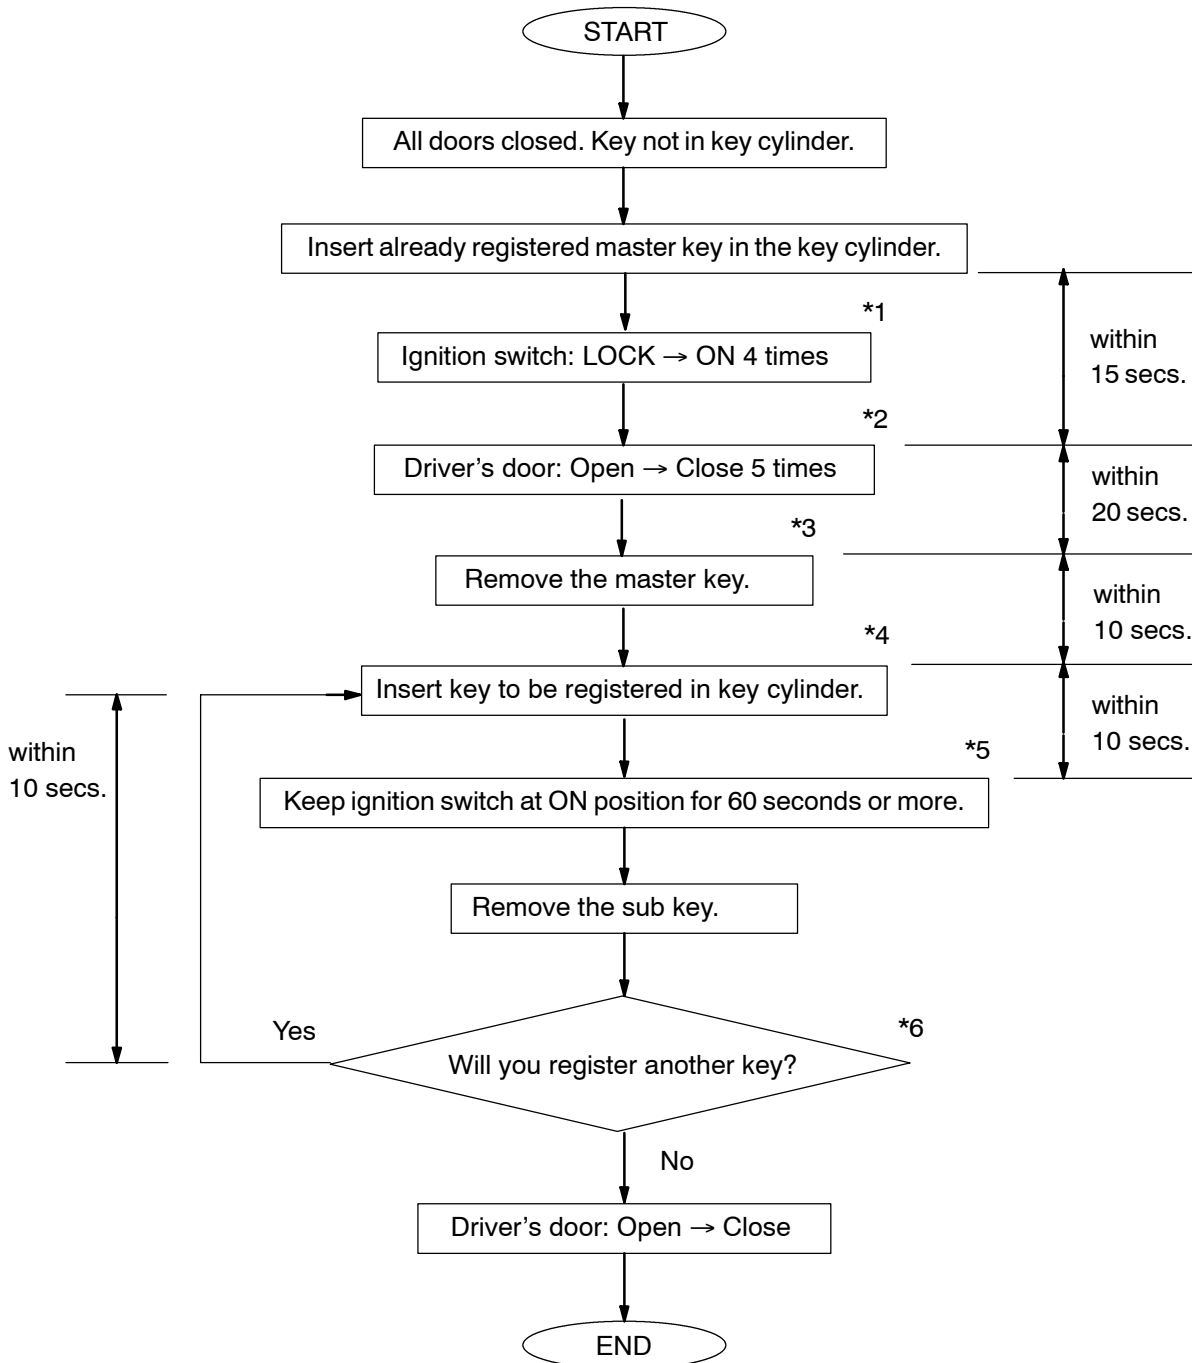 START
All doors closed. Key not in key cylinder.
Insert already registered master key in the key cylinder.
*1
Ignition switch: LOCK → ON 4 times
within
15 secs.
*2
Driver's door: Open → Close 5 times
within
20 secs.
*3
Remove the master key.
within
10 secs.
*4
Insert key to be registered in key cylinder.
within
10 secs.
within
10 secs.
*5
Keep ignition switch at ON position for 60 seconds or more.
Remove the sub key.
Yes
*6
Will you register another key?
No
Driver's door: Open → Close
END